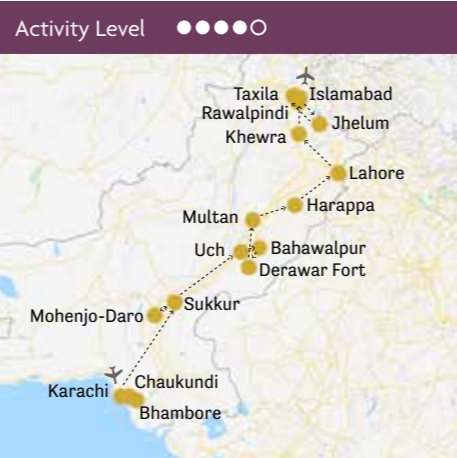 Activity Level
Taxila
Islamabad
Rawalpindi
Jhelum
Khewra
Lahore
Harappa
Multan
Uch
Bahawalpur
Derawar Fort
Sukkur
Mohenjo-Daro
Chaukundi
Karachi
Bhambore